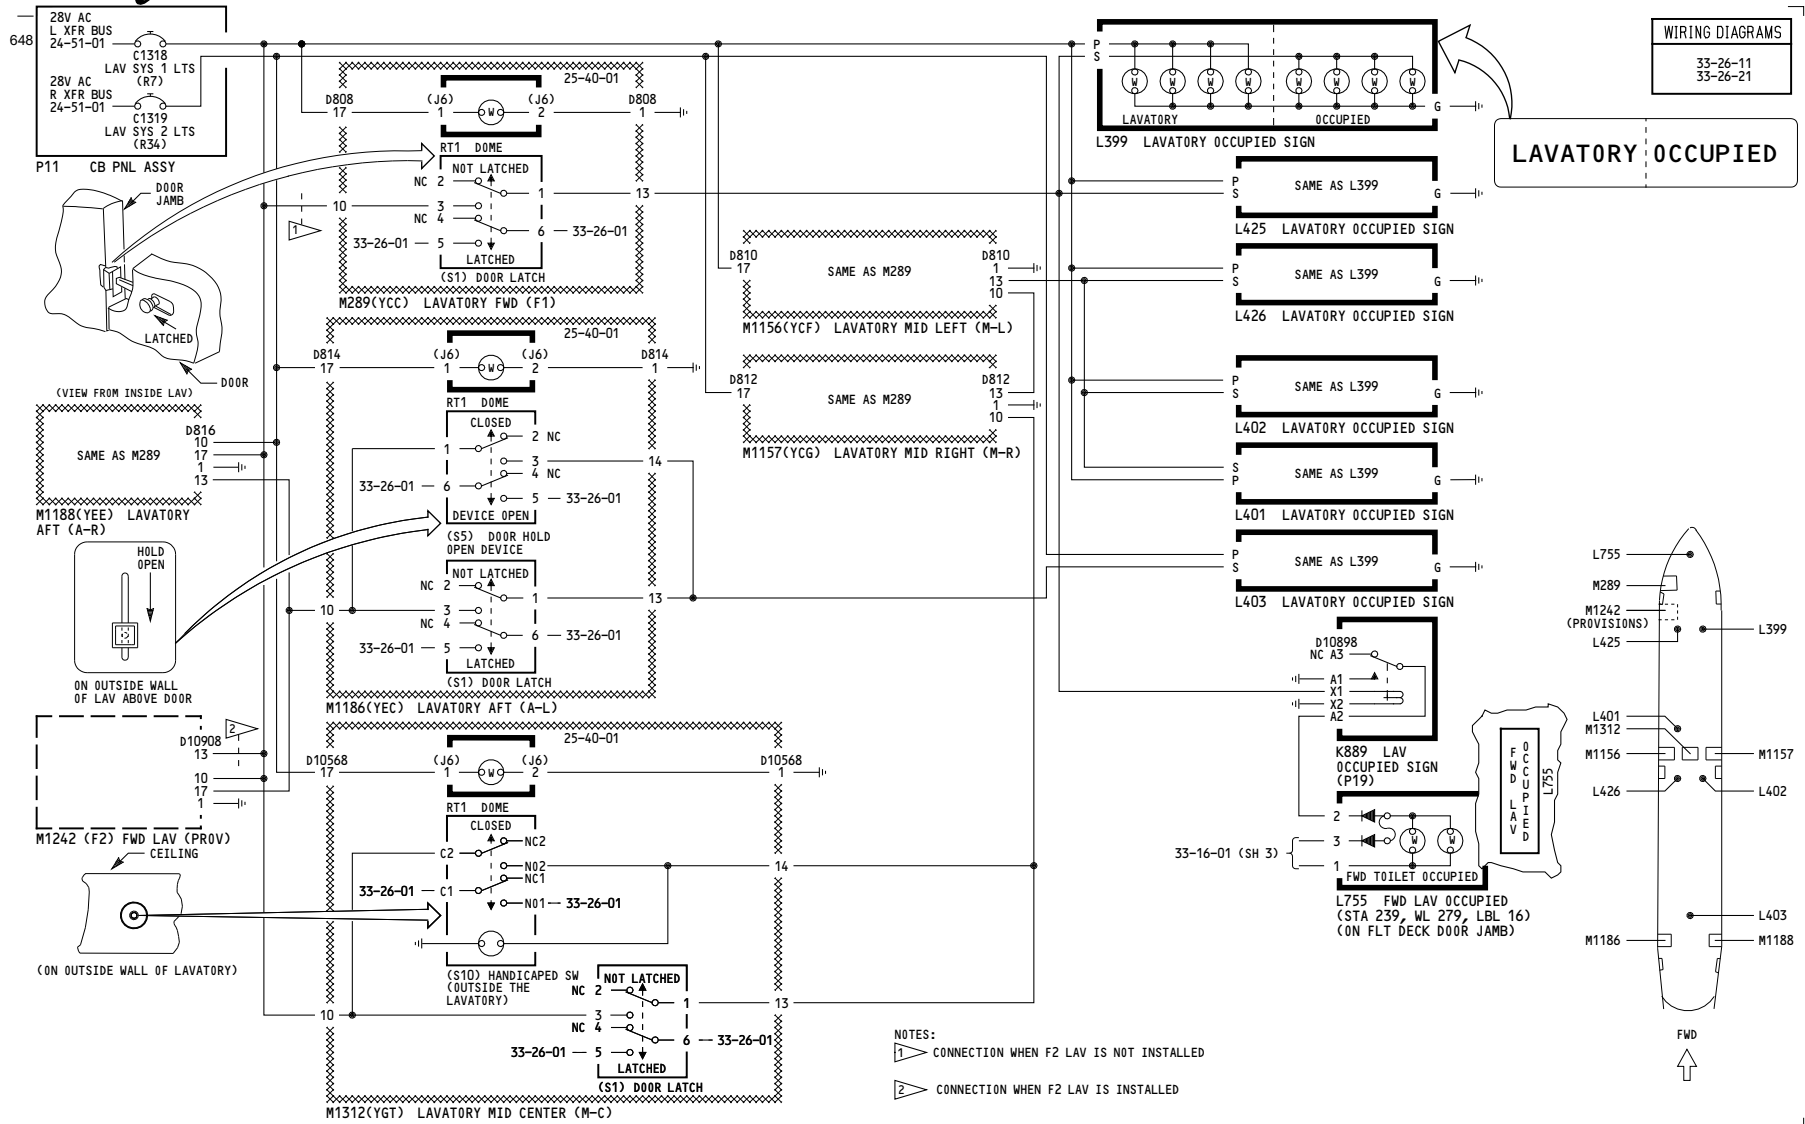 648
28V AC
L XFR BUS
24-51-01
C1318
LAV SYS 1 LTS
(R7)
28V AC
R XFR BUS
24-51-01
C1319
LAV SYS 2 LTS
(R34)
P11 CB PNL ASSY
DOOR
JAMB
LATCHED
DOOR
(VIEW FROM INSIDE LAV)
SAME AS M289
D816
10
17
1
13
M1188(YEE) LAVATORY
AFT (A-R)
HOLD
OPEN
ON OUTSIDE WALL
OF LAV ABOVE DOOR
2
D10908
13
10
17
1
M1242 (F2) FWD LAV (PROV)
CEILING
(ON OUTSIDE WALL OF LAVATORY)
25-40-01
D808
17
(J6)
1
W
(J6)
2
D808
1
RT1 DOME
NOT LATCHED
NC 2
1
13
10
3
NC 4
1
33-26-01
5
6
33-26-01
LATCHED
(S1) DOOR LATCH
M289(YCC) LAVATORY FWD (F1)
25-40-01
D814
17
(J6)
1
W
(J6)
2
D814
1
RT1 DOME
CLOSED
1
2 NC
3
14
4 NC
33-26-01
6
5
33-26-01
DEVICE OPEN
(S5) DOOR HOLD
OPEN DEVICE
NOT LATCHED
NC 2
1
13
10
3
NC 4
6
33-26-01
33-26-01
5
LATCHED
(S1) DOOR LATCH
M1186(YEC) LAVATORY AFT (A-L)
25-40-01
D10568
17
(J6)
1
W
(J6)
2
D10568
1
RT1 DOME
CLOSED
NC2
C2
NO2
14
NC1
33-26-01
C1
NO1
33-26-01
(S10) HANDICAPED SW
(OUTSIDE THE
LAVATORY)
NOT LATCHED
NC 2
1
13
10
3
NC 4
6
33-26-01
33-26-01
5
LATCHED
(S1) DOOR LATCH
M1312(YGT) LAVATORY MID CENTER (M-C)
D810
17
SAME AS M289
D810
1
13
10
M1156(YCF) LAVATORY MID LEFT (M-L)
D812
17
SAME AS M289
D812
13
1
10
M1157(YCG) LAVATORY MID RIGHT (M-R)
P
S
W W W W W W W W
G
LAVATORY OCCUPIED
L399 LAVATORY OCCUPIED SIGN
P
S
SAME AS L399
G
L425 LAVATORY OCCUPIED SIGN
P
S
SAME AS L399
G
L426 LAVATORY OCCUPIED SIGN
P
S
SAME AS L399
G
L402 LAVATORY OCCUPIED SIGN
S
P
SAME AS L399
G
L401 LAVATORY OCCUPIED SIGN
P
S
SAME AS L399
G
L403 LAVATORY OCCUPIED SIGN
D10898
NC A3
A1
X1
X2
A2
K889 LAV
OCCUPIED SIGN
(P19)
2
3
1
W W
33-16-01 (SH 3)
FWD TOILET OCCUPIED
L755 FWD LAV OCCUPIED
(STA 239, WL 279, LBL 16)
(ON FLT DECK DOOR JAMB)
FWD LAV
OCCUPIED
L755
WIRING DIAGRAMS
33-26-11
33-26-21
LAVATORY OCCUPIED
L755
M289
M1242
(PROVISIONS)
L425
L399
L401
M1312
M1156
M1157
L426
L402
L403
M1186
M1188
FWD
NOTES:
1 CONNECTION WHEN F2 LAV IS NOT INSTALLED
2 CONNECTION WHEN F2 LAV IS INSTALLED